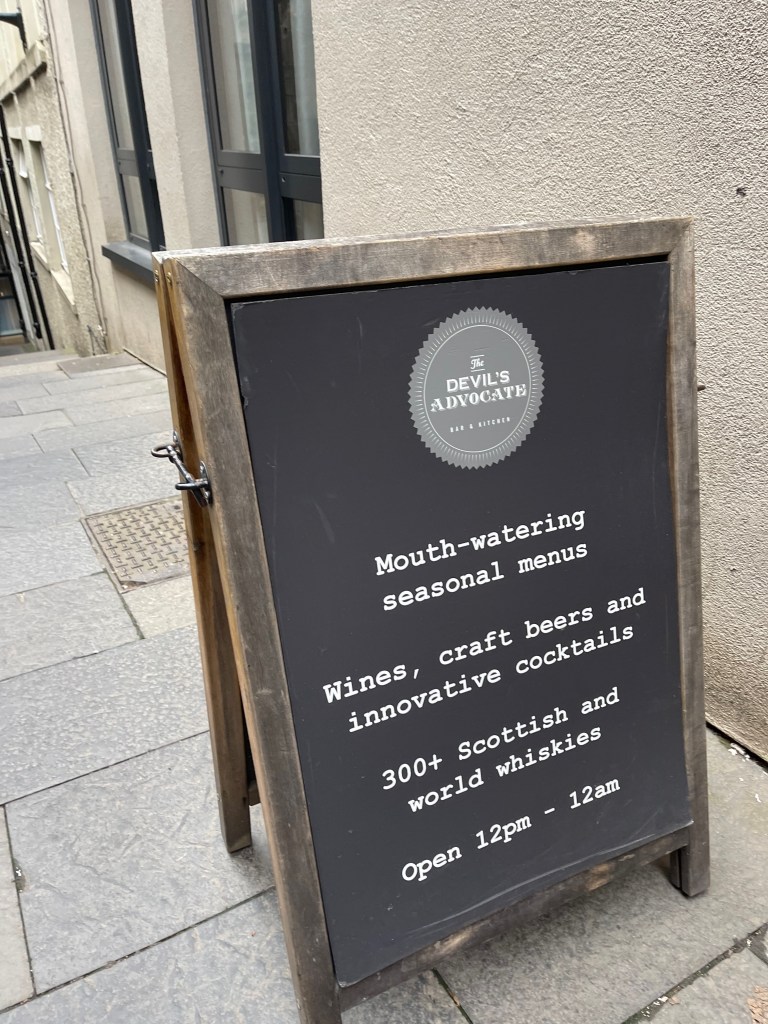 The
DEVIL'S
ADVOCATE
BAR & KITCHEN
Mouth-watering
seasonal menus
Wines, craft beers and
innovative cocktails
300+ Scottish and
world whiskies
Open 12pm - 12am